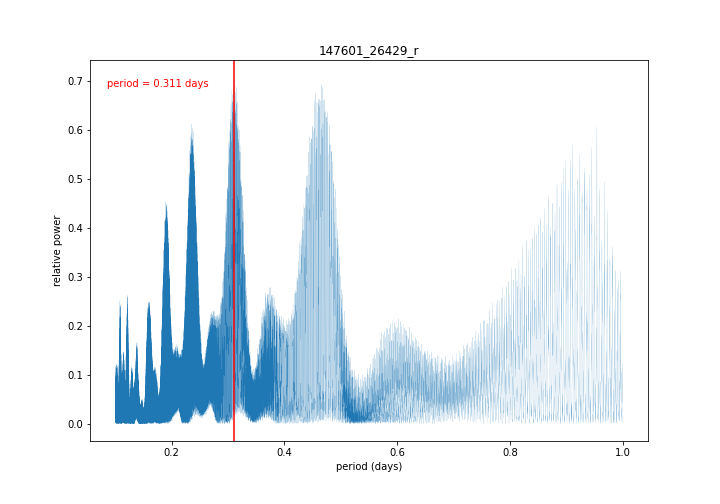 147601_26429_r
period = 0.311 days
relative power
0.7
0.6
0.5
0.4
0.3
0.2
0.1
0.0
0.2 0.4 0.6 0.8 1.0
period (days)